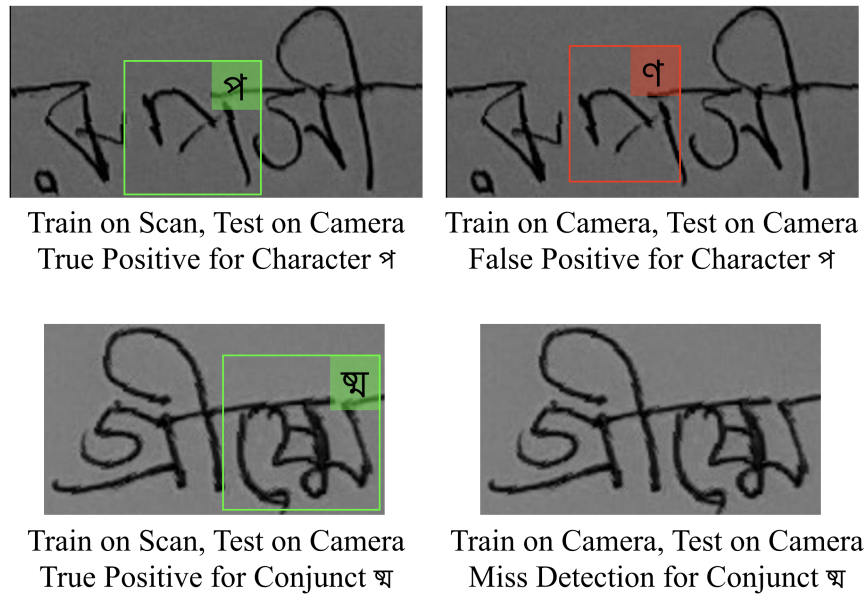 প
ণ
Train on Scan, Test on Camera
True Positive for Character প
Train on Camera, Test on Camera
False Positive for Character প
ষ্ম
গ্রীষ্মে
গ্রীষ্মে
Train on Scan, Test on Camera
True Positive for Conjunct ষ্ম
Train on Camera, Test on Camera
Miss Detection for Conjunct ষ্ম